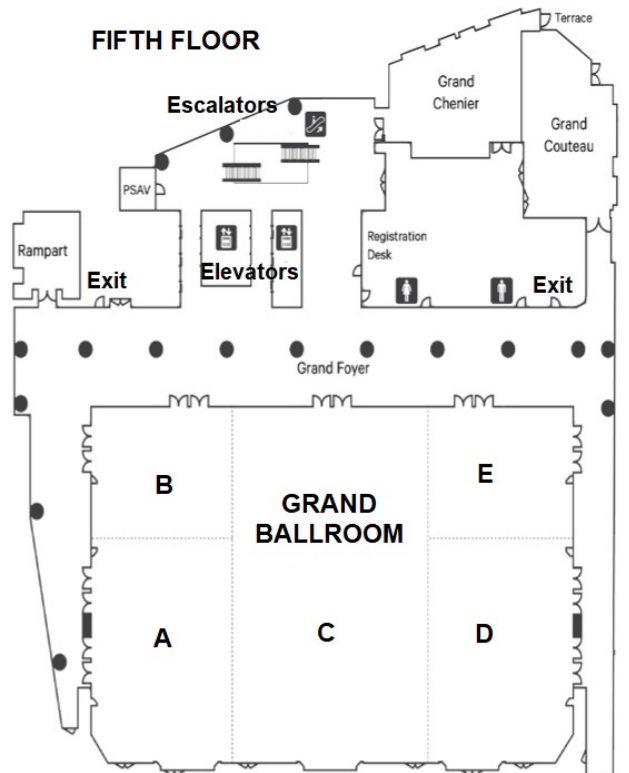 FIFTH FLOOR
Terrace
Grand
Chenier
Escalators
Grand
Couteau
PSAV
Rampart
Registration
Desk
Exit
Elevators
Exit
Grand Foyer
B
E
GRAND
BALLROOM
A
C
D